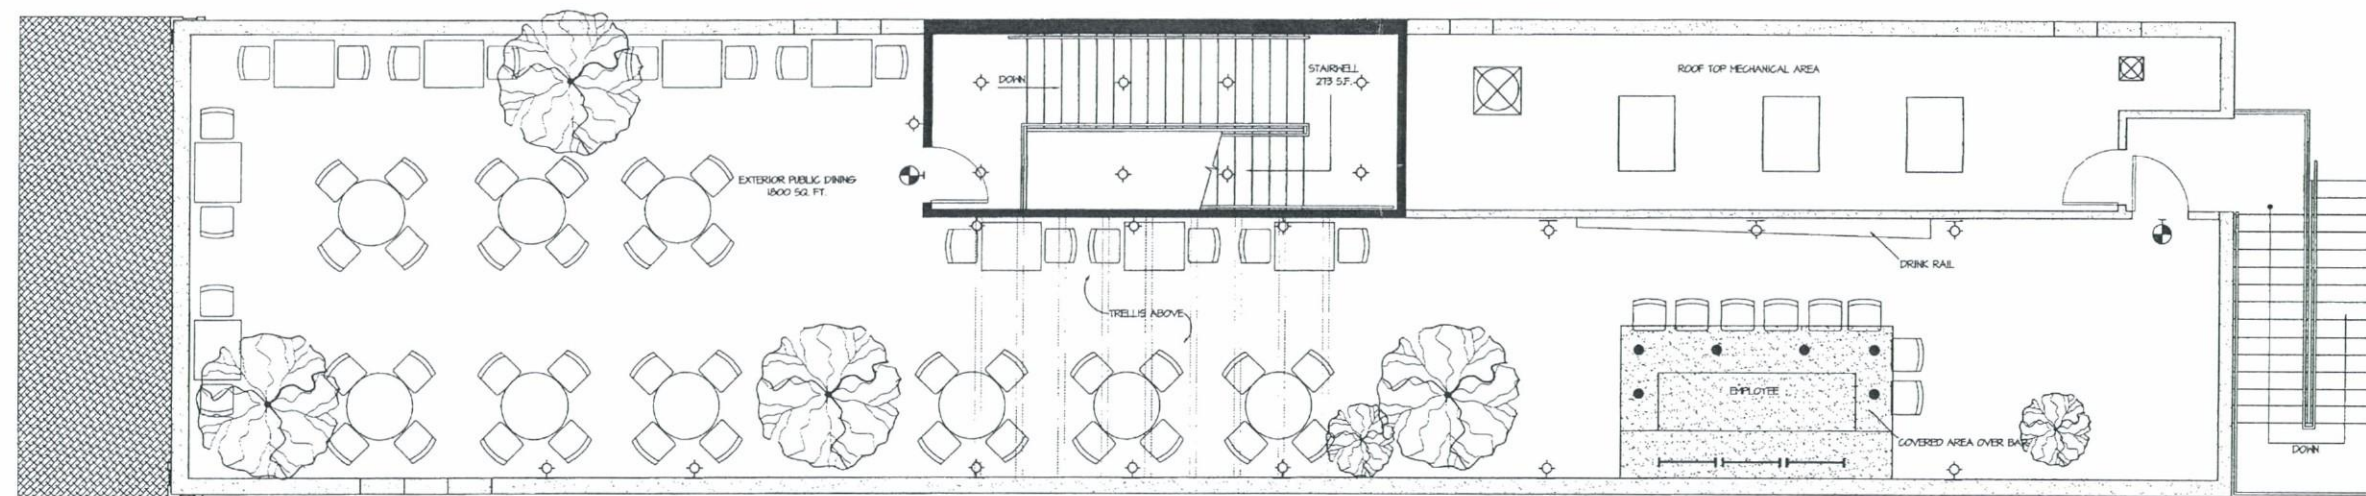 DOWN
STAIRWELL
273 S.F.
ROOF TOP MECHANICAL AREA
EXTERIOR PUBLIC DINING
1800 SQ. FT.
DRINK RAIL
TRELLIS ABOVE
EMPLOYEE
COVERED AREA OVER BAR
DOWN